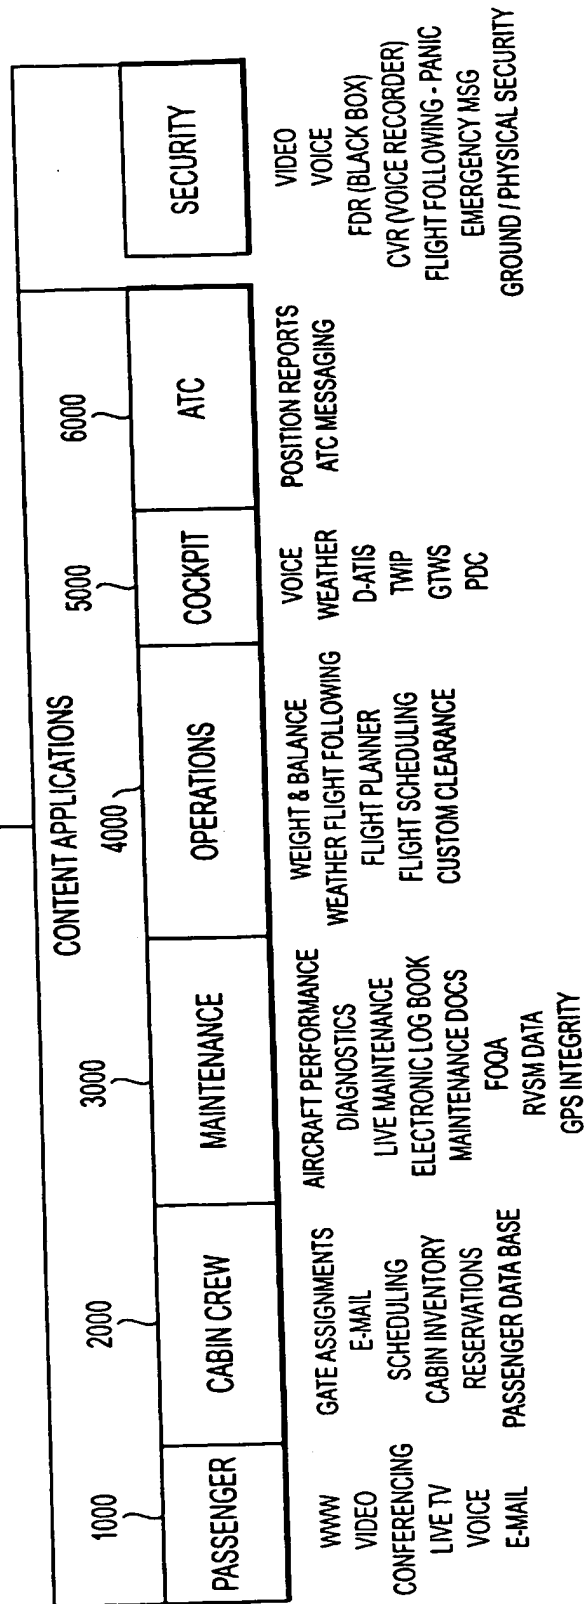 CONTENT APPLICATIONS
1000
2000
3000
4000
5000
6000
PASSENGER
CABIN CREW
MAINTENANCE
OPERATIONS
COCKPIT
ATC
SECURITY
WWW
VIDEO
CONFERENCING
LIVE TV
VOICE
E-MAIL
GATE ASSIGNMENTS
E-MAIL
SCHEDULING
CABIN INVENTORY
RESERVATIONS
PASSENGER DATA BASE
AIRCRAFT PERFORMANCE
DIAGNOSTICS
LIVE MAINTENANCE
ELECTRONIC LOG BOOK
MAINTENANCE DOCS
FOQA
RVSM DATA
GPS INTEGRITY
WEIGHT & BALANCE
WEATHER FLIGHT FOLLOWING
FLIGHT PLANNER
FLIGHT SCHEDULING
CUSTOM CLEARANCE
VOICE
WEATHER
D-ATIS
TWIP
GTWS
PDC
POSITION REPORTS
ATC MESSAGING
VIDEO
VOICE
FDR (BLACK BOX)
CVR (VOICE RECORDER)
FLIGHT FOLLOWING - PANIC
EMERGENCY MSG
GROUND / PHYSICAL SECURITY